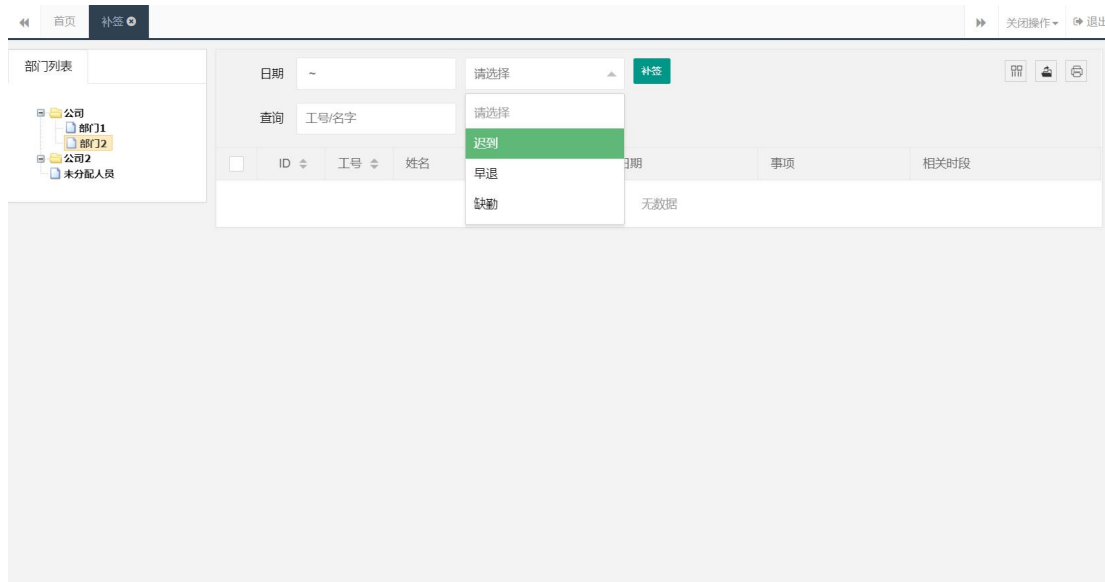 首页 补签 关闭操作 退出
部门列表
公司
部门1
部门2
公司2
未分配人员
日期 ~ 请选择 补签
查询 工号/名字
请选择
迟到
早退
缺勤
ID 工号 姓名 日期 事项 相关时段
无数据